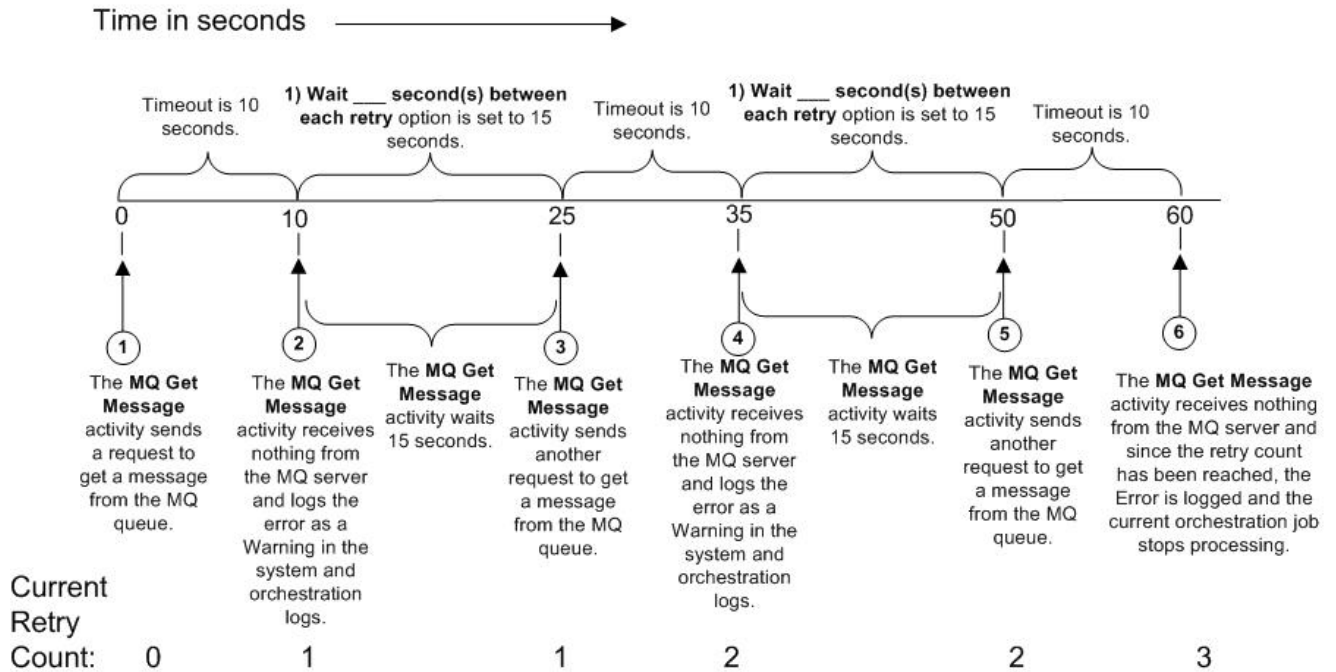 Time in seconds
Timeout is 10
seconds.
1) Wait ___ second(s) between
each retry option is set to 15
seconds.
Timeout is 10
seconds.
1) Wait ___ second(s) between
each retry option is set to 15
seconds.
Timeout is 10
seconds.
0
10
25
35
50
60
1
The MQ Get
Message
activity sends
a request to
get a message
from the MQ
queue.
2
The MQ Get
Message
activity receives
nothing from
the MQ server
and logs the
error as a
Warning in the
system and
orchestration
logs.
The MQ Get
Message
activity waits
15 seconds.
3
The MQ Get
Message
activity sends
another
request to get
a message
from the MQ
queue.
4
The MQ Get
Message
activity receives
nothing from
the MQ server
and logs the
error as a
Warning in the
system and
orchestration
logs.
The MQ Get
Message
activity waits
15 seconds.
5
The MQ Get
Message
activity sends
another
request to get
a message
from the MQ
queue.
6
The MQ Get Message
activity receives nothing
from the MQ server and
since the retry count
has been reached, the
Error is logged and the
current orchestration job
stops processing.
Current
Retry
Count: 0 1 1 2 2 3